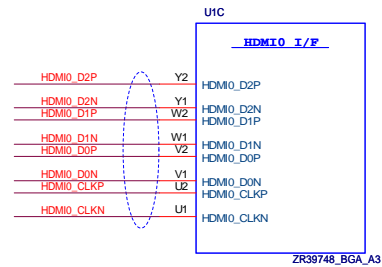 U1C
HDMI0 I/F
HDMI0_D2P Y2 HDMI0_D2P
HDMI0_D2N Y1 HDMI0_D2N
HDMI0_D1P W2 HDMI0_D1P
HDMI0_D1N W1 HDMI0_D1N
HDMI0_D0P V2 HDMI0_D0P
HDMI0_D0N V1 HDMI0_D0N
HDMI0_CLKP U2 HDMI0_CLKP
HDMI0_CLKN U1 HDMI0_CLKN
ZR39748_BGA_A3